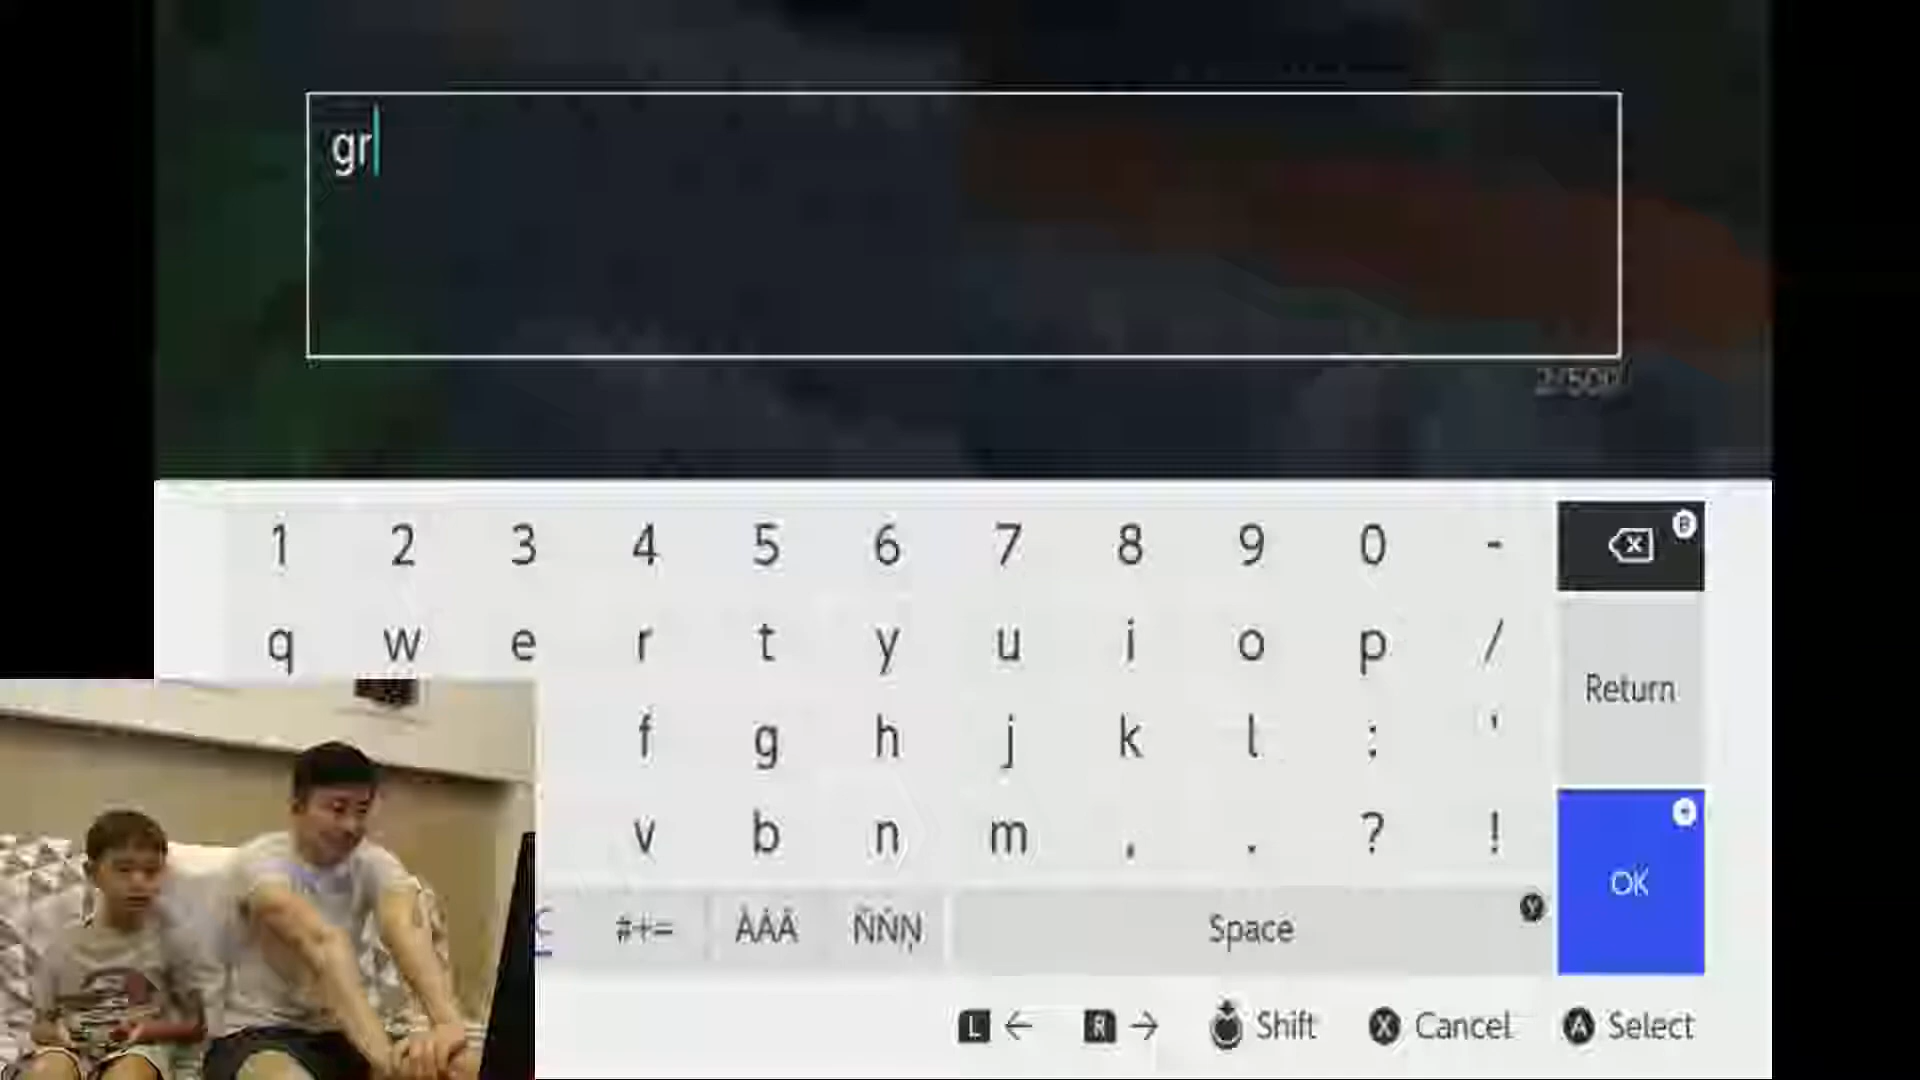 gr
2/500
1 2 3 4 5 6 7 8 9 0 -
q w e r t y u i o p /
Return
f g h j k l : '
v b n m , . ? !
OK
#+= ÀÁÂ ÑŃŅ Space Y
L ← R → Shift X Cancel A Select